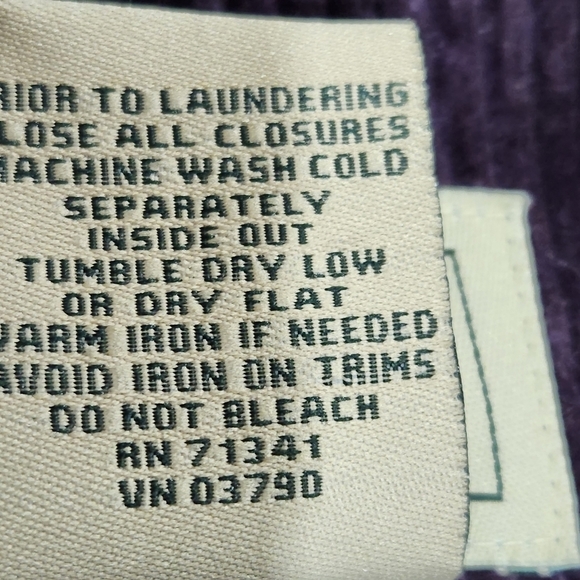 RIOR TO LAUNDERING
LOSE ALL CLOSURES
MACHINE WASH COLD
SEPARATELY
INSIDE OUT
TUMBLE DRY LOW
OR DRY FLAT
WARM IRON IF NEEDED
AVOID IRON ON TRIMS
DO NOT BLEACH
RN 71341
VN 03790